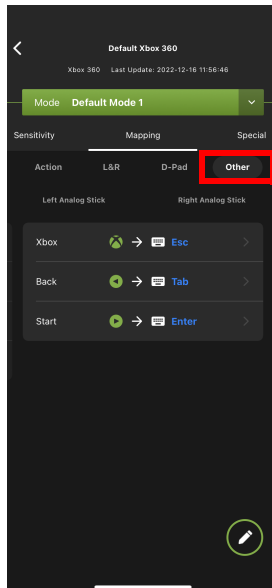 Default Xbox 360
Xbox 360 Last Update: 2022-12-16 11:56:46
Mode Default Mode 1
Sensitivity Mapping Special
Action L&R D-Pad Other
Left Analog Stick Right Analog Stick
Xbox Esc
Back Tab
Start Enter